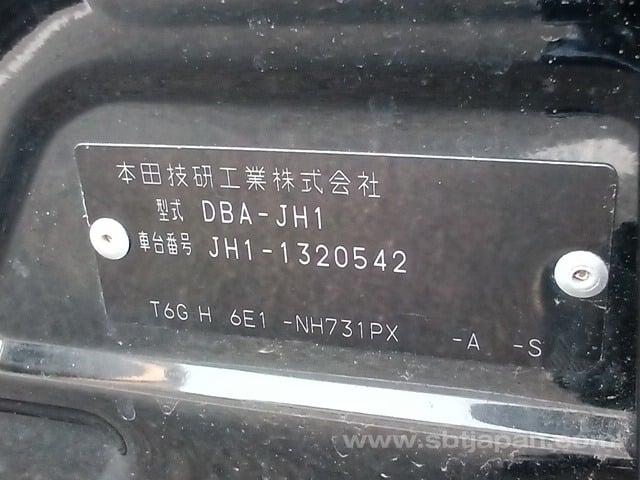 本田技研工業株式会社
型式 DBA-JH1
車台番号 JH1-1320542
T6G H 6E1 -NH731PX -A -S
www.sbtjapan.com